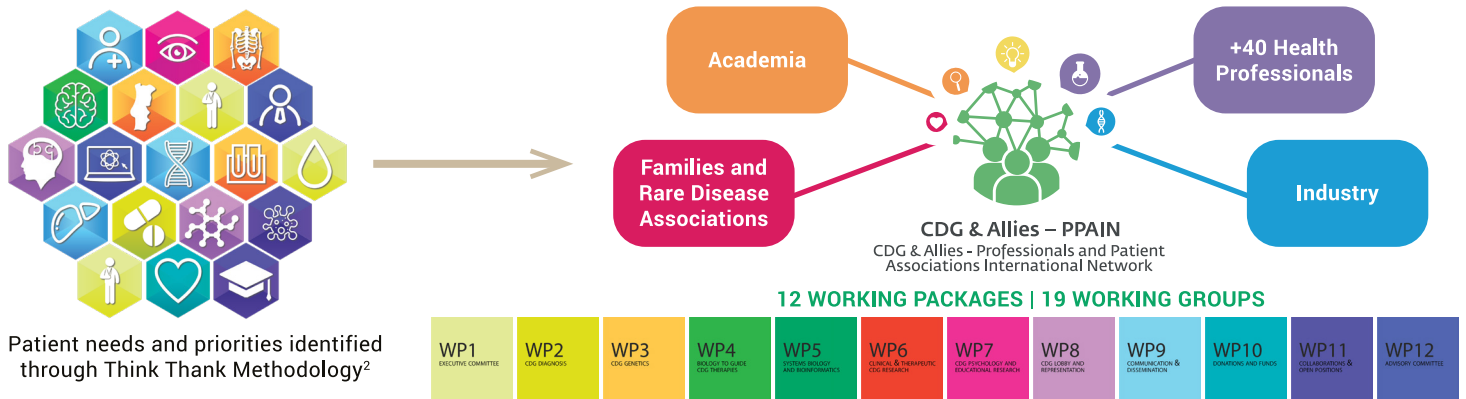 Patient needs and priorities identified
through Think Thank Methodology²
Academia
+40 Health
Professionals
Families and
Rare Disease
Associations
Industry
CDG & Allies – PPAIN
CDG & Allies - Professionals and Patient
Associations International Network
12 WORKING PACKAGES | 19 WORKING GROUPS
WP1
EXECUTIVE COMMITTEE
WP2
CDG DIAGNOSIS
WP3
CDG GENETICS
WP4
BIOLOGY TO GUIDE
CDG THERAPIES
WP5
SYSTEMS BIOLOGY
AND BIOINFORMATICS
WP6
CLINICAL & THERAPEUTIC
CDG RESEARCH
WP7
CDG PSYCHOLOGY AND
EDUCATIONAL RESEARCH
WP8
CDG LOBBY AND
REPRESENTATION
WP9
COMMUNICATION &
DISSEMINATION
WP10
DONATIONS AND FUNDS
WP11
COLLABORATIONS &
OPEN POSITIONS
WP12
ADVISORY COMMITTEE